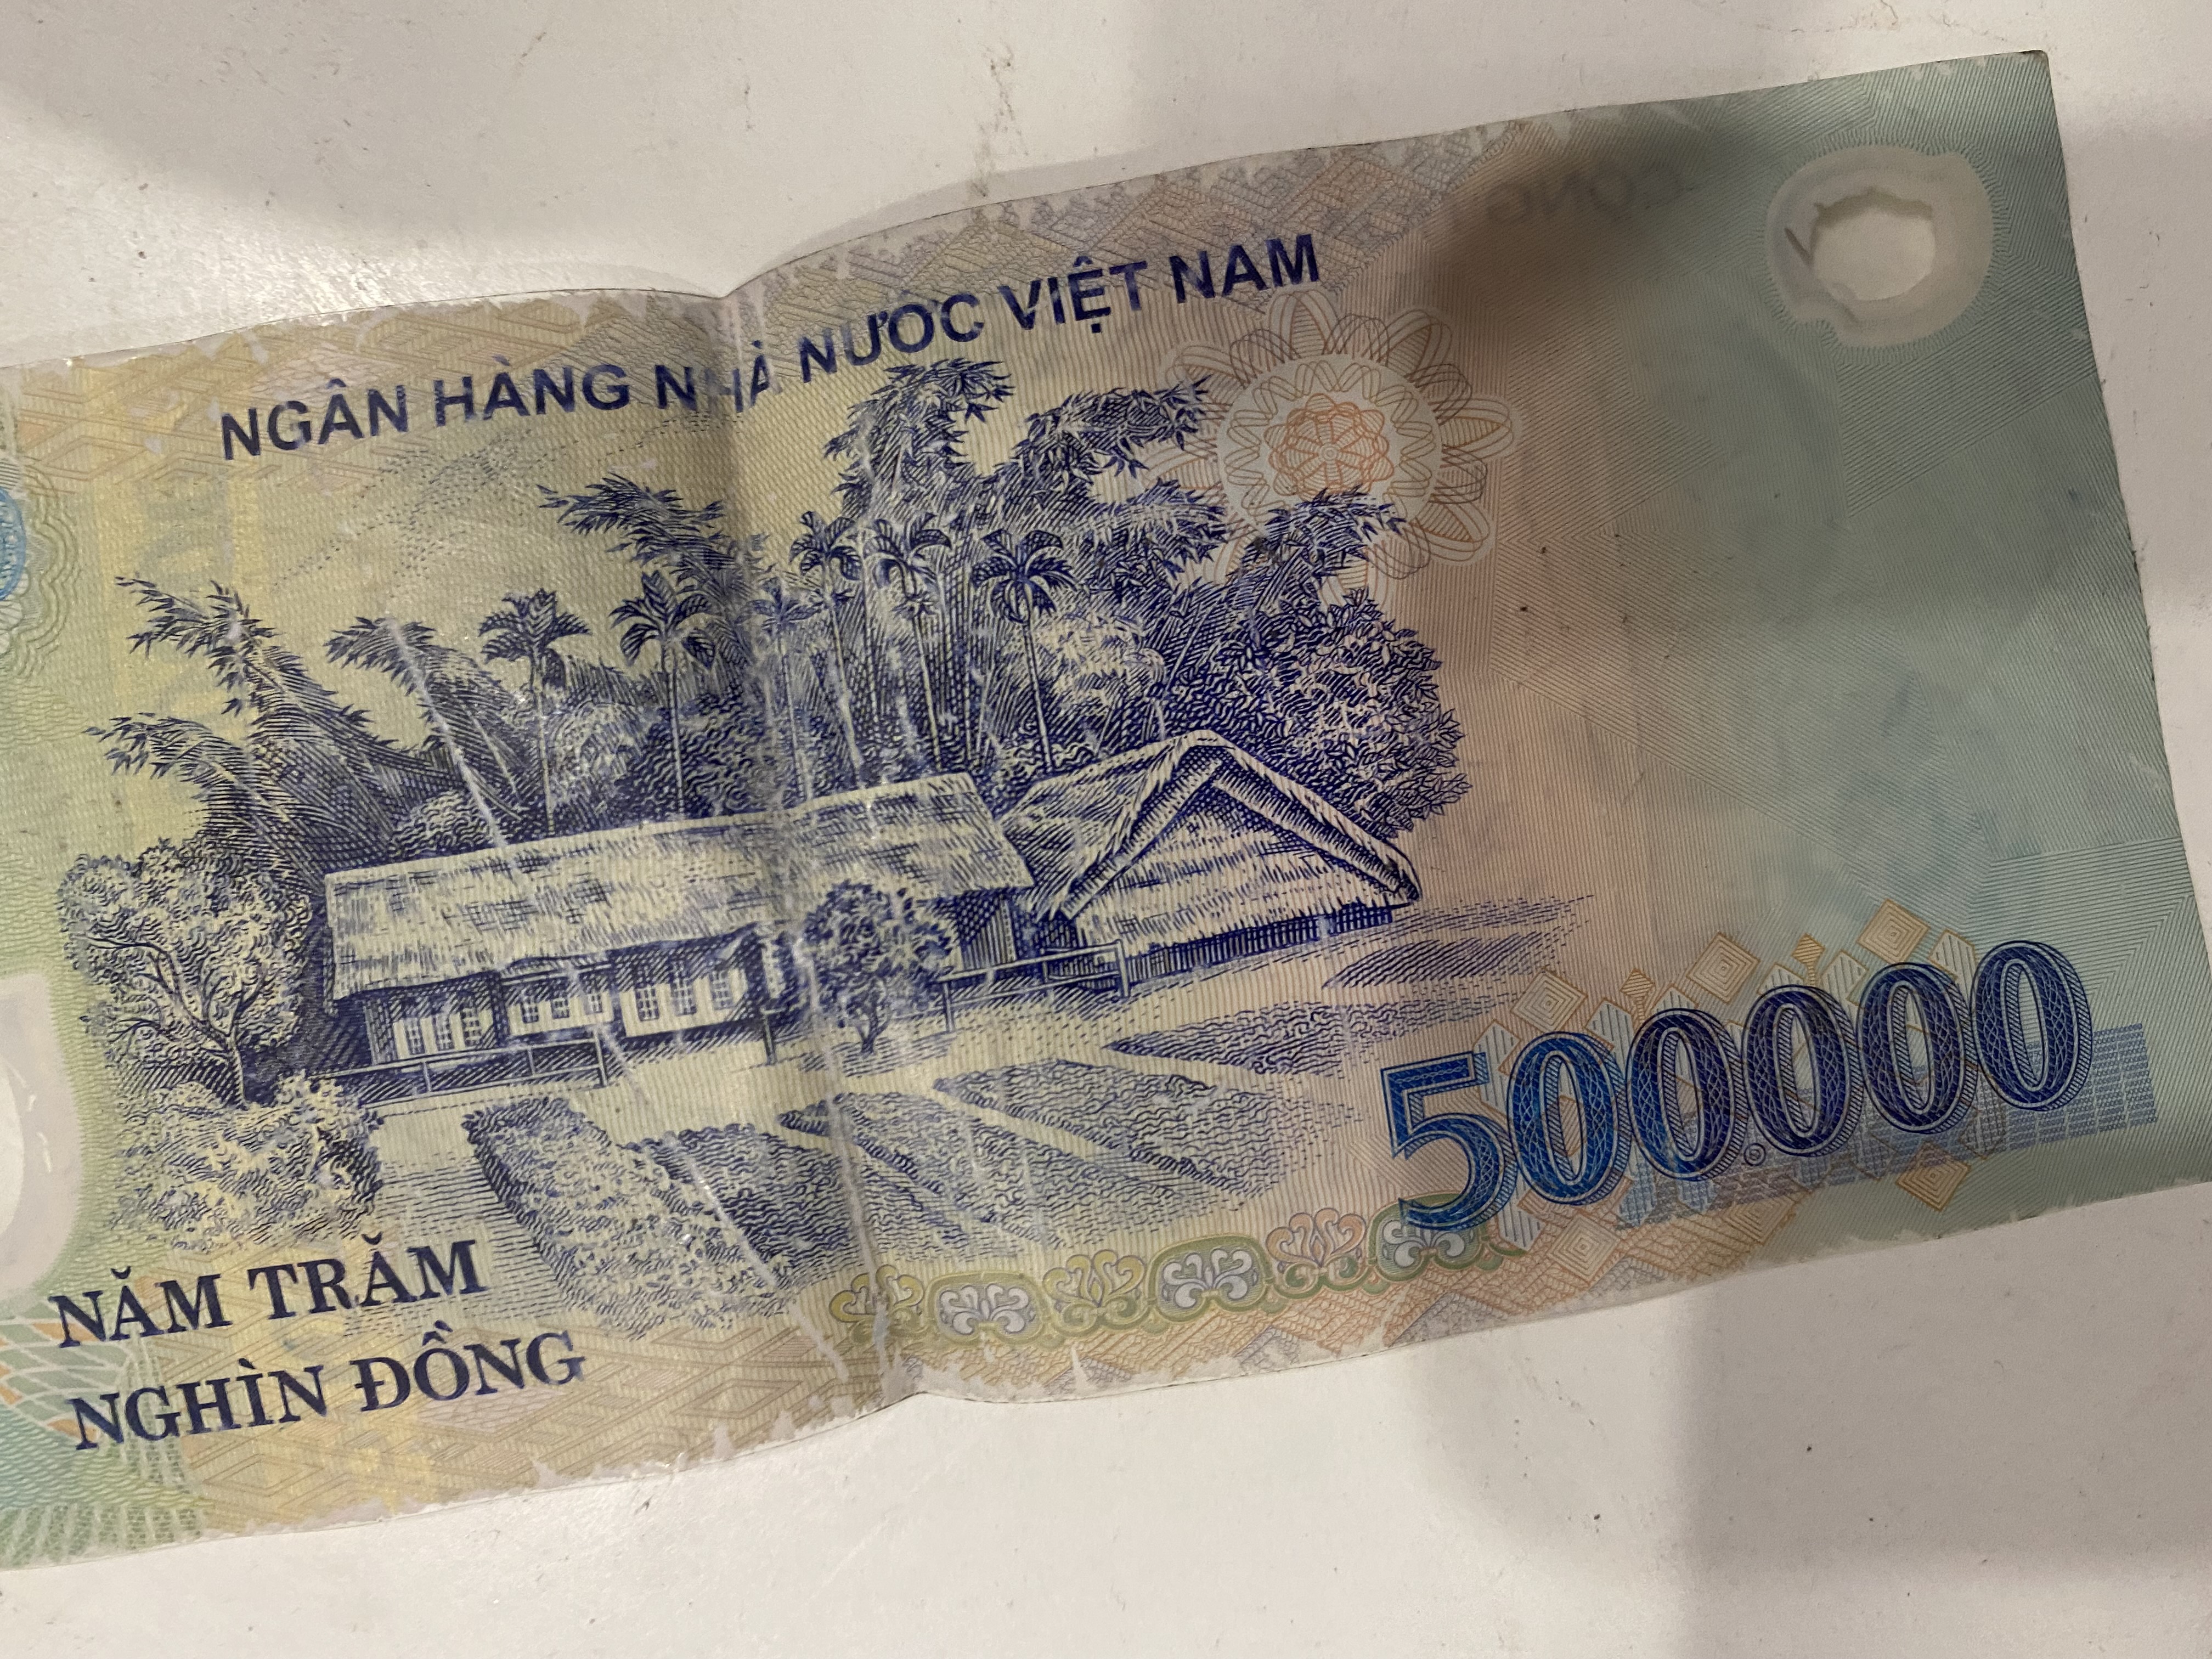 NGÂN HÀNG NHÀ NƯỚC VIỆT NAM
NĂM TRĂM
NGHÌN ĐỒNG
500000